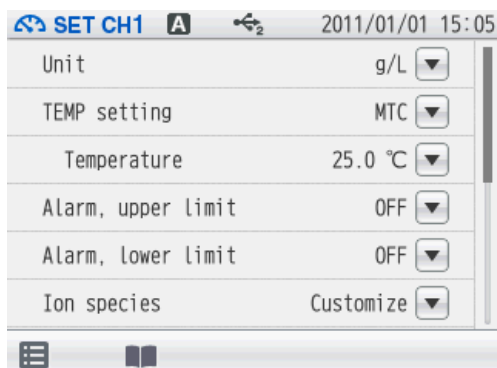 SET CH1 A 2 2011/01/01 15:05
Unit g/L
TEMP setting MTC
Temperature 25.0 ℃
Alarm, upper limit OFF
Alarm, lower limit OFF
Ion species Customize